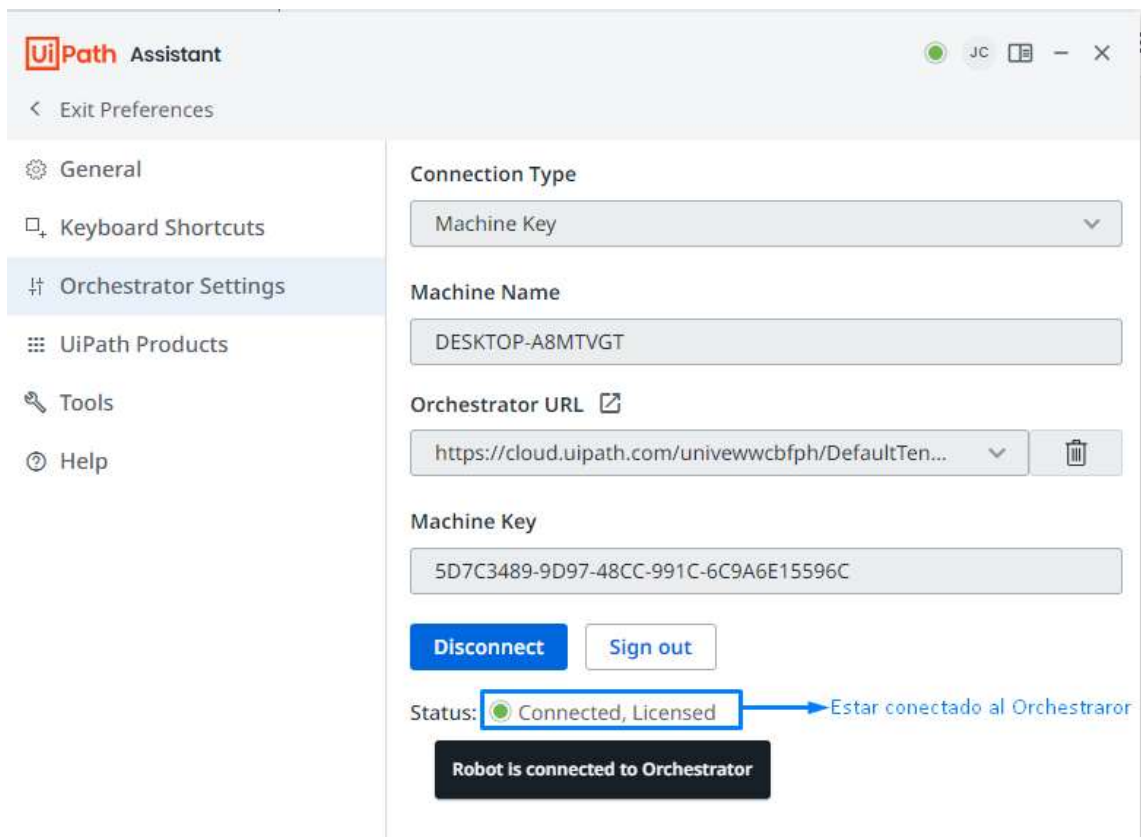 UiPath Assistant
JC
Exit Preferences
General
Keyboard Shortcuts
Orchestrator Settings
UiPath Products
Tools
Help
Connection Type
Machine Key
Machine Name
DESKTOP-A8MTVGT
Orchestrator URL
https://cloud.uipath.com/univewwcbfph/DefaultTen...
Machine Key
5D7C3489-9D97-48CC-991C-6C9A6E15596C
Disconnect Sign out
Status: Connected, Licensed Estar conectado al Orchestraror
Robot is connected to Orchestrator